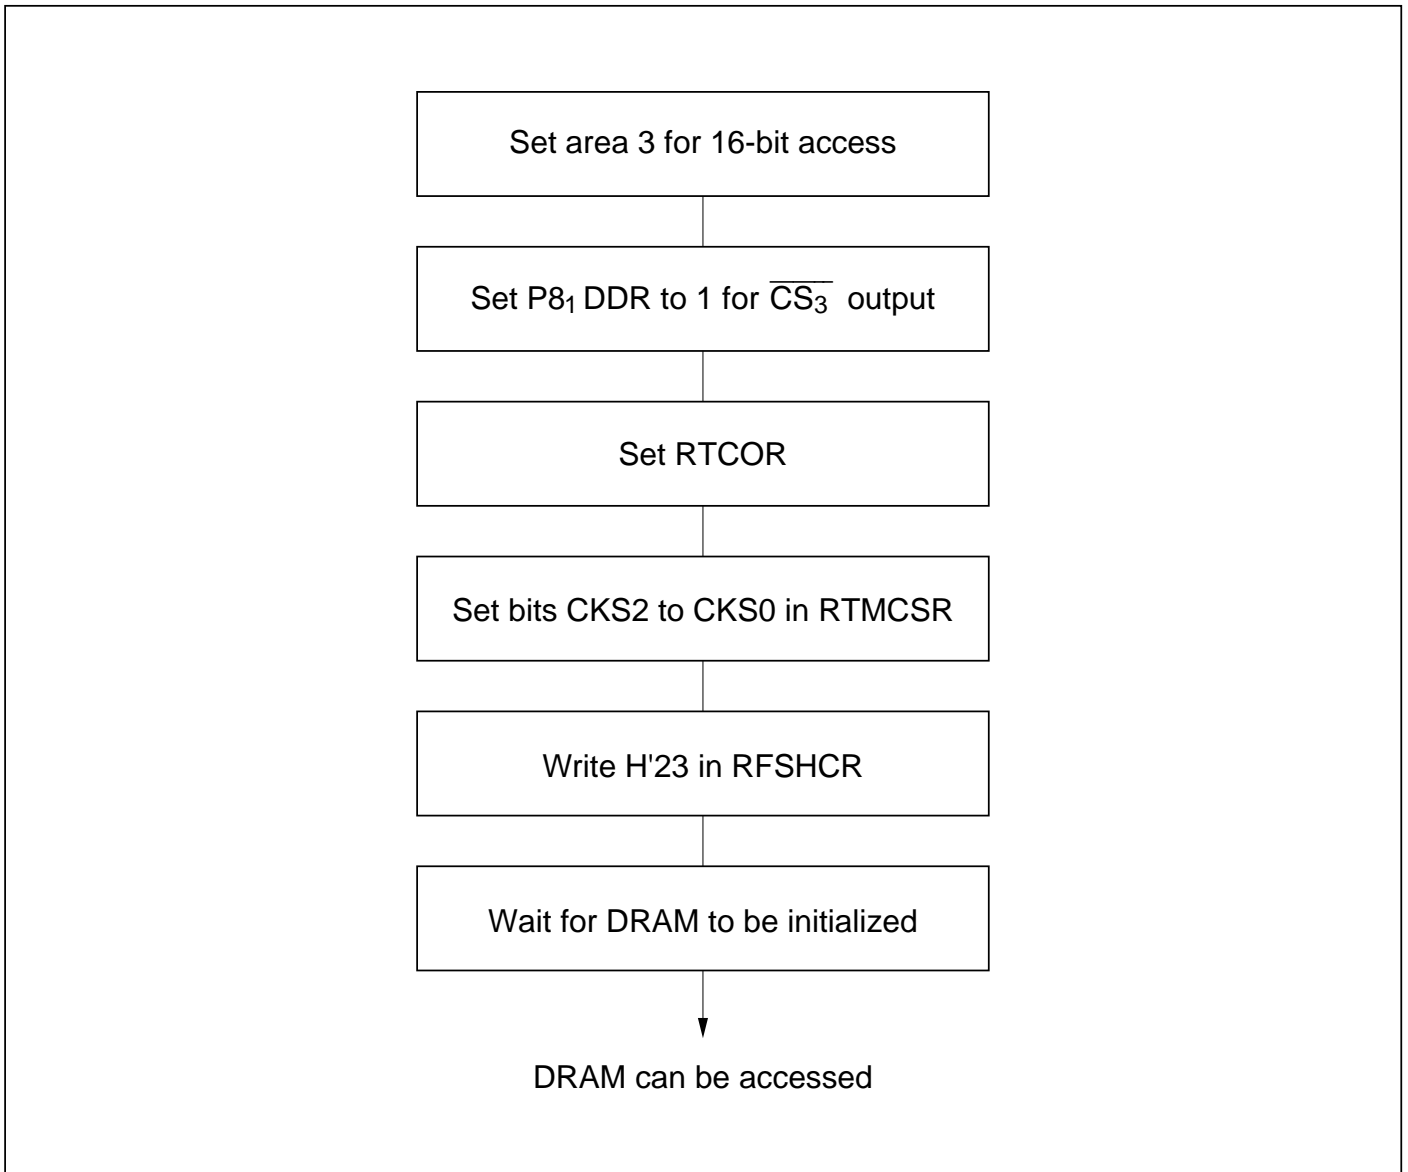 Set area 3 for 16-bit access
Set P8₁ DDR to 1 for C̅S̅₃̅ output
Set RTCOR
Set bits CKS2 to CKS0 in RTMCSR
Write H'23 in RFSHCR
Wait for DRAM to be initialized
DRAM can be accessed